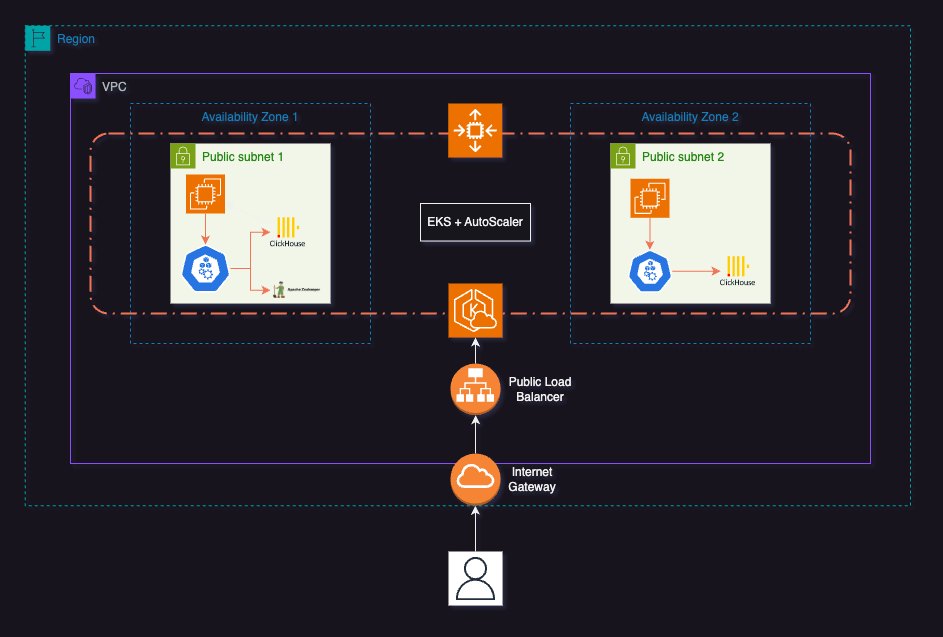 Region
VPC
Availability Zone 1
Availability Zone 2
Public subnet 1
Public subnet 2
ClickHouse
Apache ZooKeeper
EKS + AutoScaler
ClickHouse
K
Public Load
Balancer
Internet
Gateway